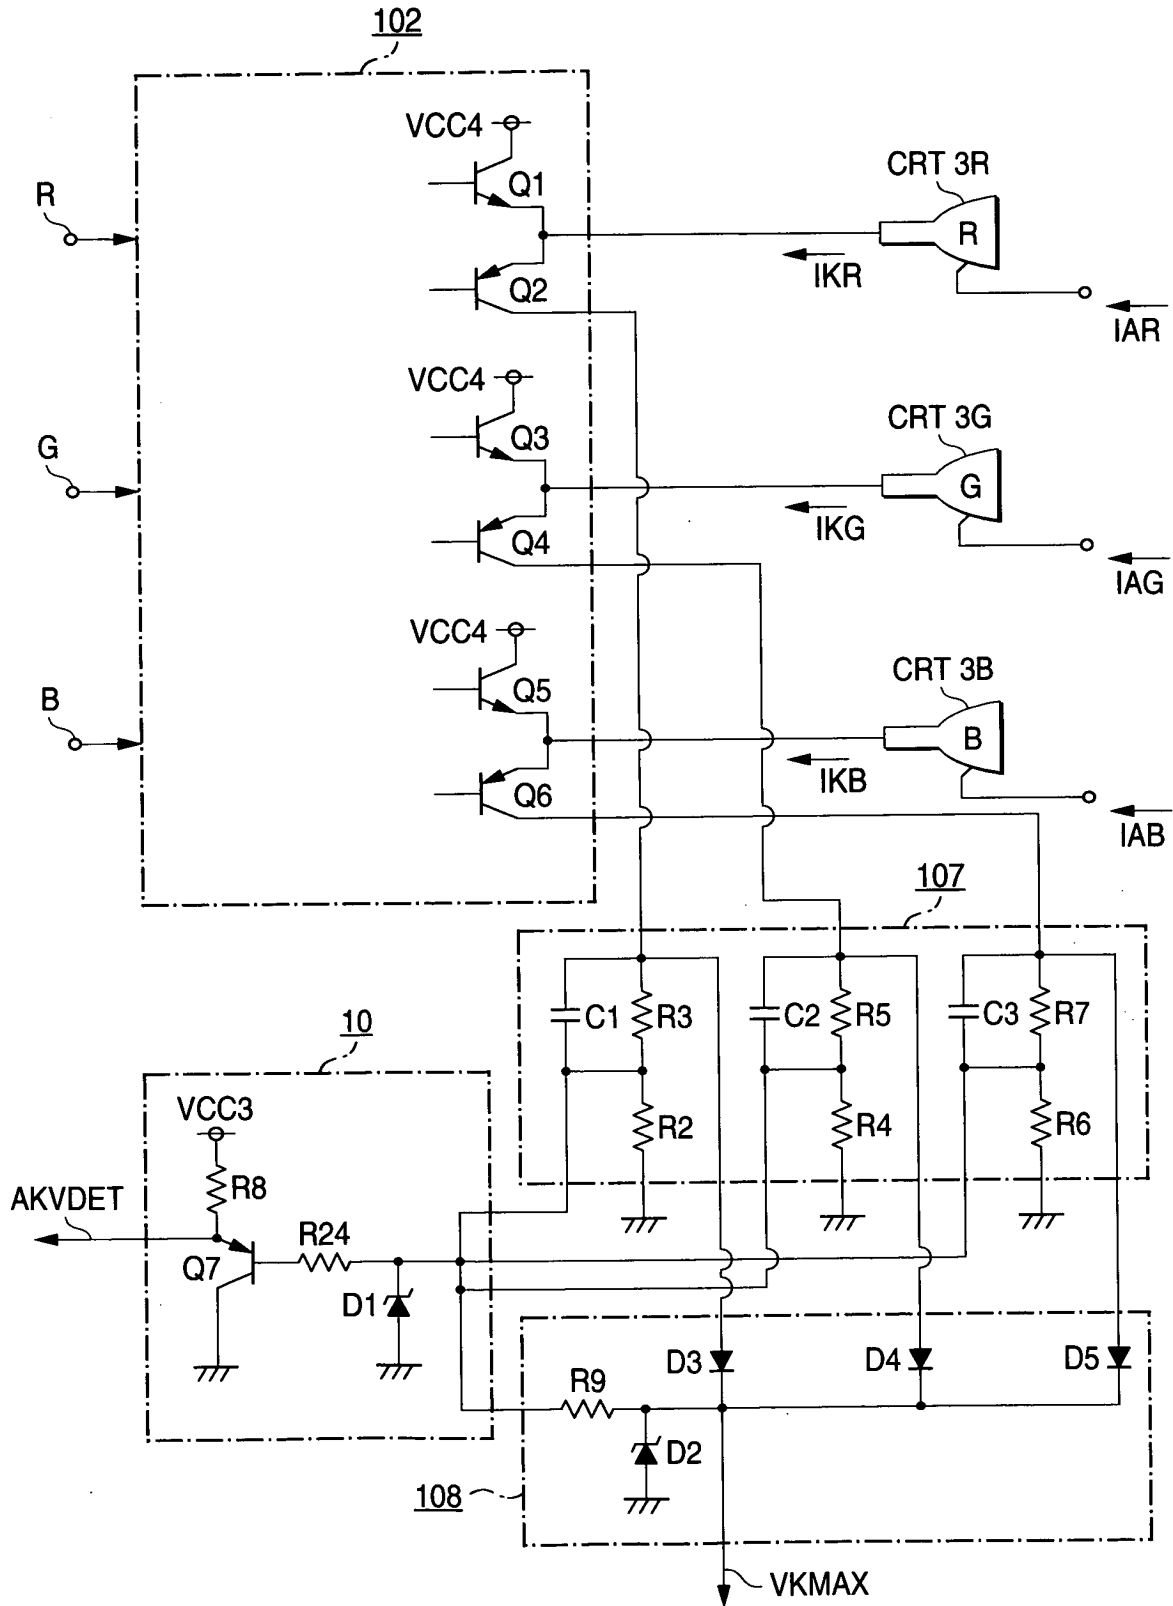 102
VCC4
Q1
CRT 3R
R
R
IKR
Q2
IAR
VCC4
Q3
CRT 3G
G
G
IKG
Q4
IAG
VCC4
Q5
CRT 3B
B
B
IKB
Q6
IAB
107
C1
R3
C2
R5
C3
R7
10
VCC3
R2
R4
R6
R8
AKVDET
R24
Q7
D1
D3
D4
D5
R9
D2
108
VKMAX